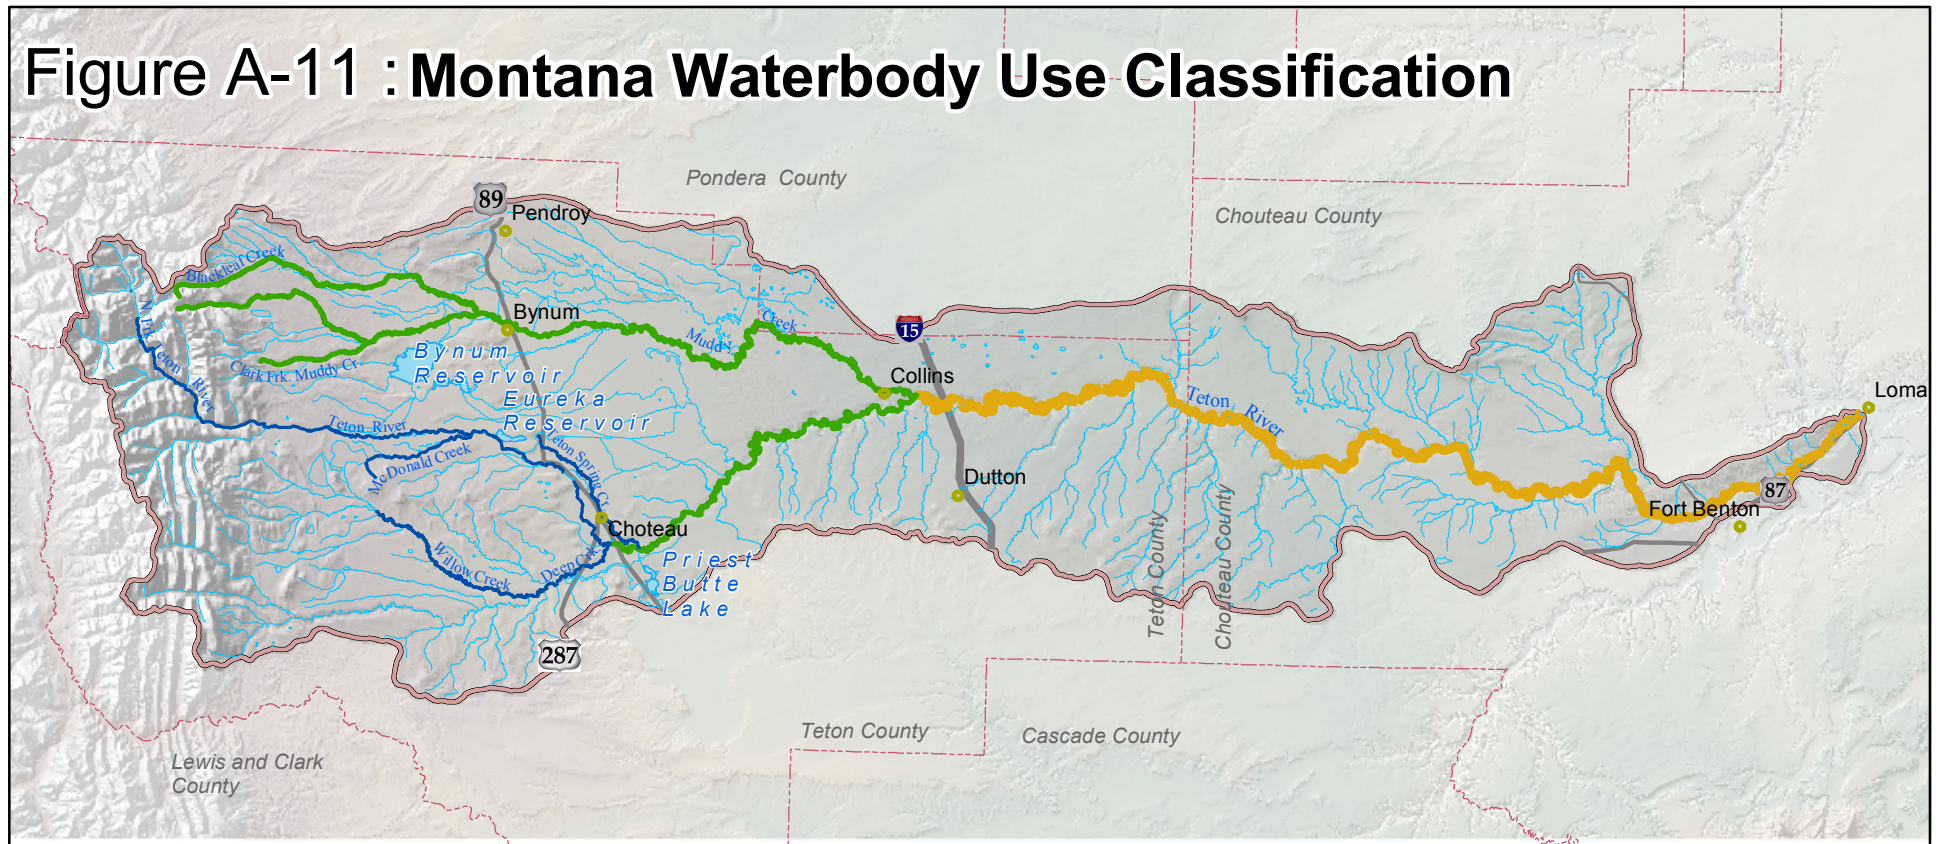 Figure A-11 : Montana Waterbody Use Classification
Pondera County
89
Pendroy
Chouteau County
Blackleaf Creek
N. Frk.
Teton River
Bynum
Muddy Creek
15
Clark Frk. Muddy Cr.
Bynum
Reservoir
Eureka
Reservoir
Collins
Loma
Teton River
Teton River
Teton Spring Cr.
McDonald Creek
Dutton
87
Fort Benton
Choteau
Willow Creek
Deep Crk.
Priest
Butte
Lake
Teton County
Chouteau County
287
Teton County
Cascade County
Lewis and Clark
County